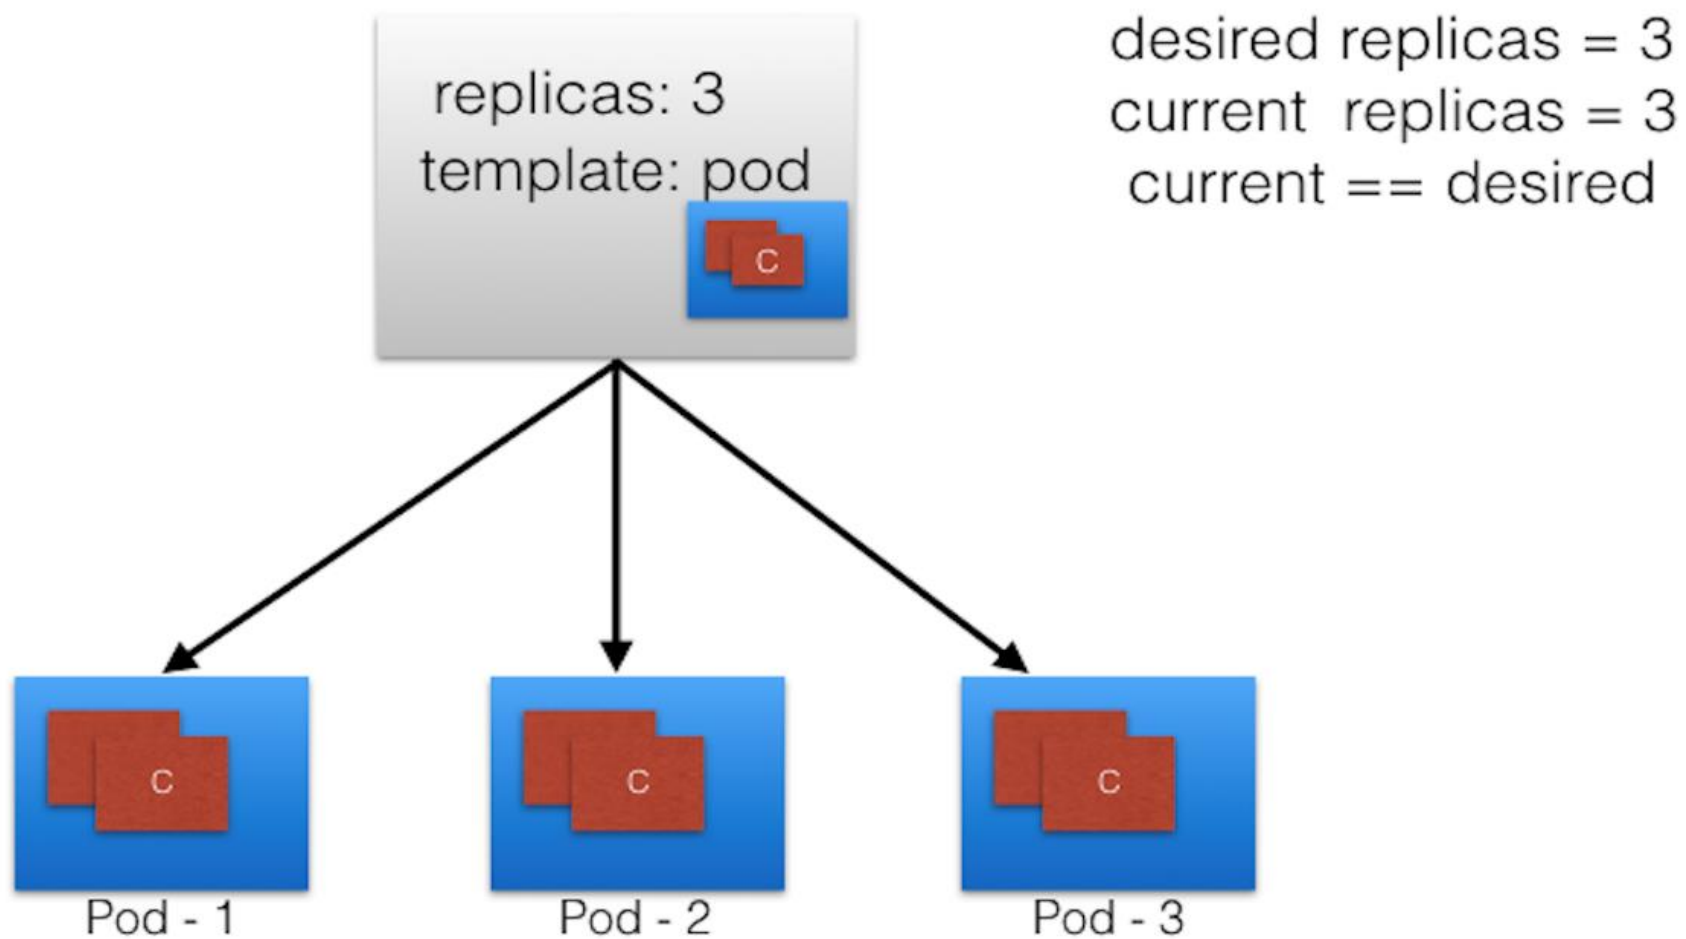 replicas: 3
template: pod
C
desired replicas = 3
current replicas = 3
current == desired
C
C
C
Pod - 1
Pod - 2
Pod - 3